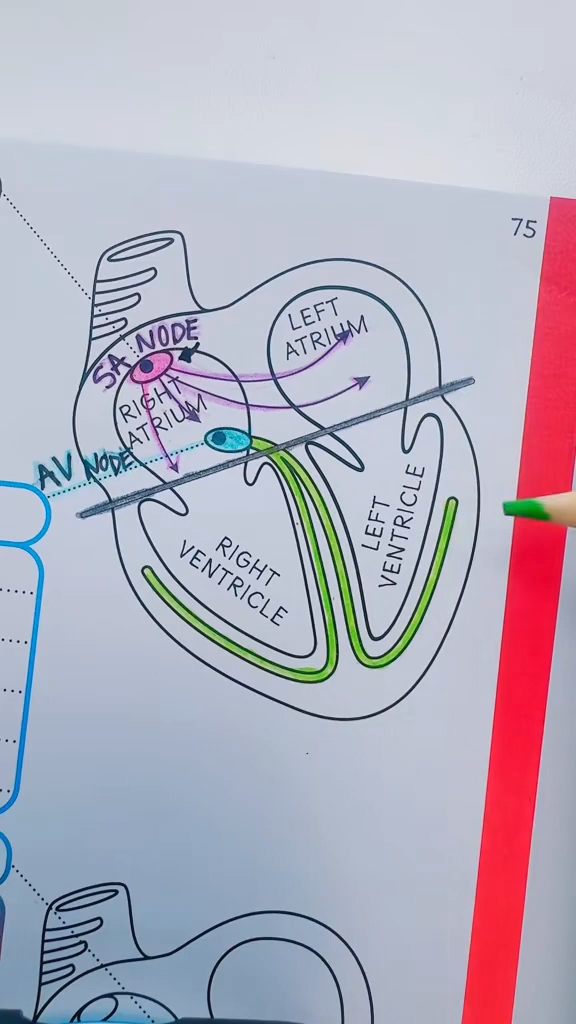 75
LEFT
ATRIUM
SA NODE
RIGHT
ATRIUM
AV NODE
LEFT
VENTRICLE
RIGHT
VENTRICLE